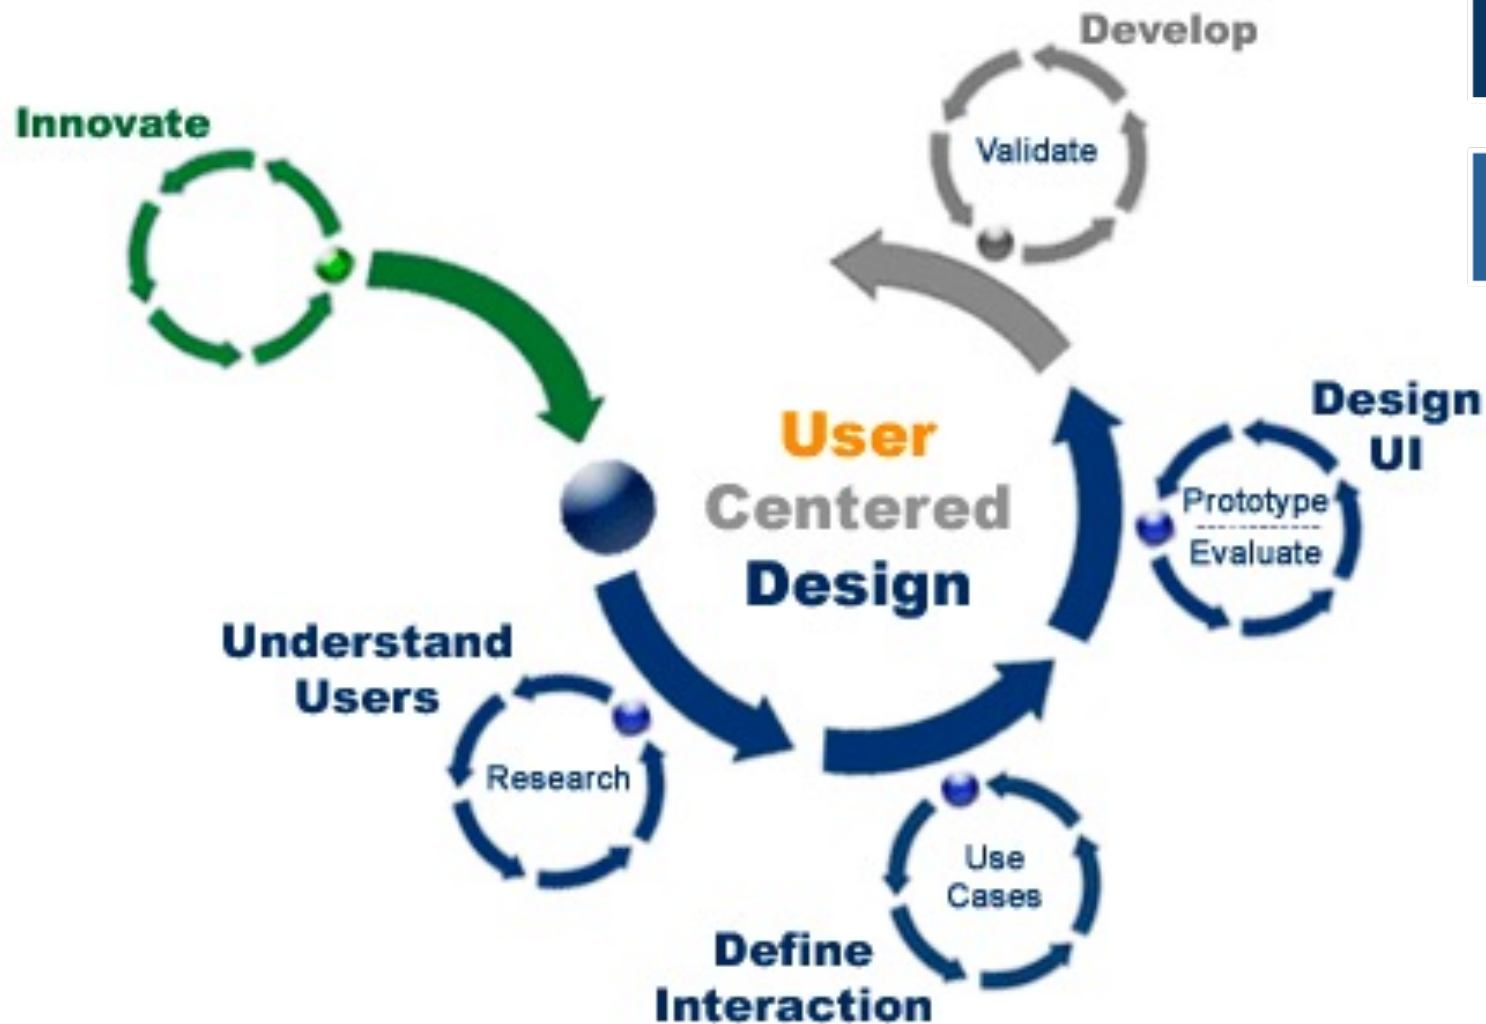 Develop
Validate
Innovate
User
Centered
Design
Design
UI
Prototype
Evaluate
Understand
Users
Research
Use
Cases
Define
Interaction